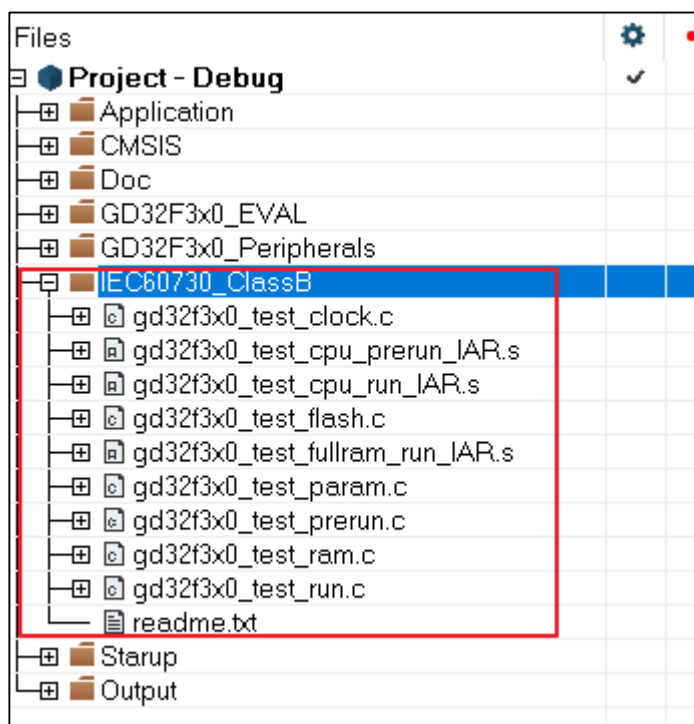 Files
Project - Debug
Application
CMSIS
Doc
GD32F3x0_EVAL
GD32F3x0_Peripherals
IEC60730_ClassB
gd32f3x0_test_clock.c
gd32f3x0_test_cpu_prerun_IAR.s
gd32f3x0_test_cpu_run_IAR.s
gd32f3x0_test_flash.c
gd32f3x0_test_fullram_run_IAR.s
gd32f3x0_test_param.c
gd32f3x0_test_prerun.c
gd32f3x0_test_ram.c
gd32f3x0_test_run.c
readme.txt
Starup
Output